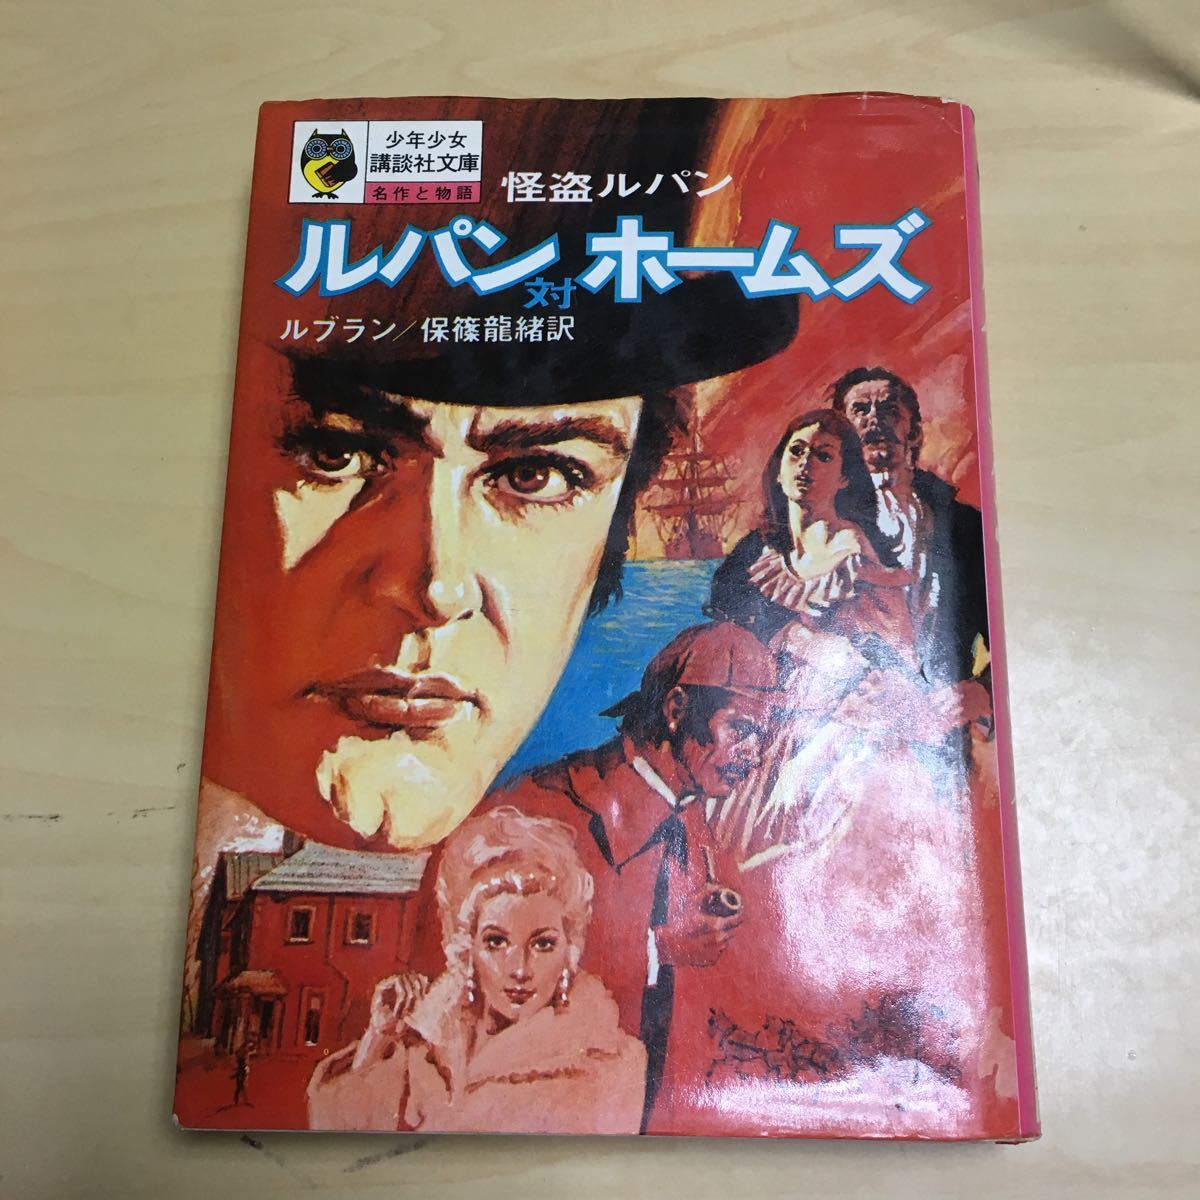 少年少女
講談社文庫
名作と物語
怪盗ルパン
ルパン対ホームズ
ルブラン/保篠龍緒訳